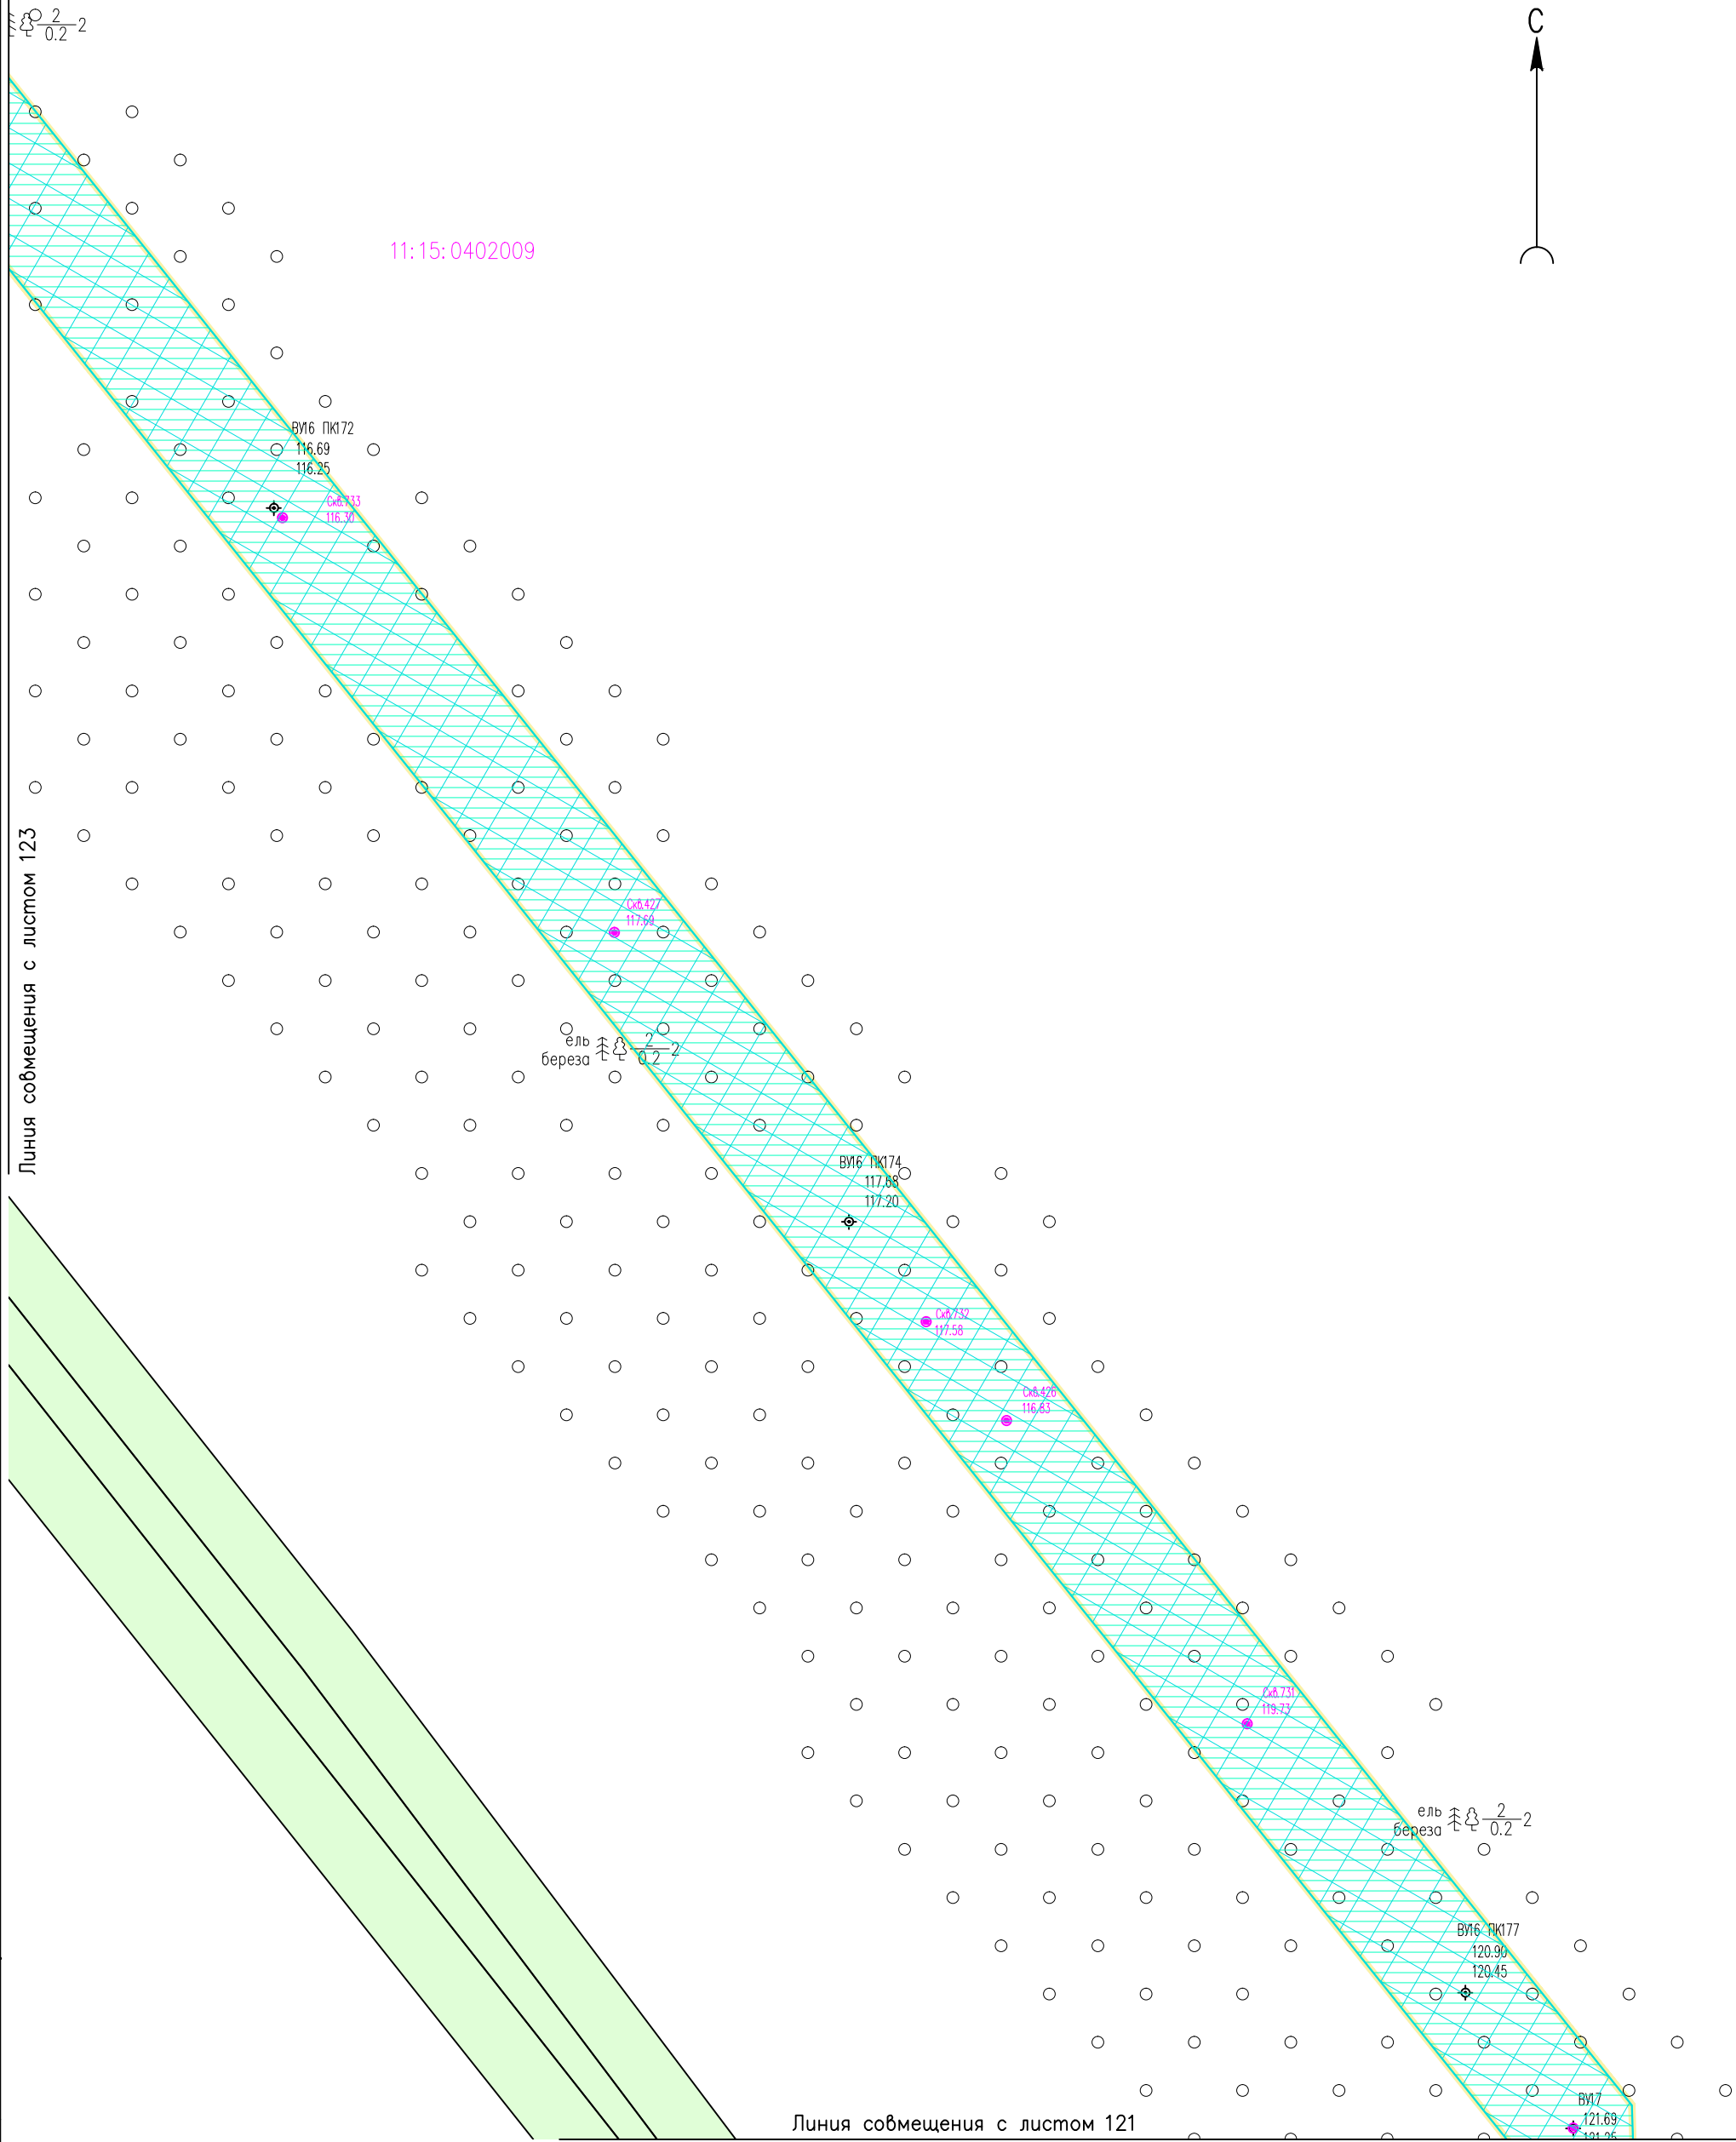 2
0.2 2
С
11:15:0402009
ВУ16 ПК172
116.69
116.25
Скв.733
116.30
Линия совмещения с листом 123
Скв.427
117.69
ель 2
береза 0.2 2
ВУ16 ПК174
117.68
117.20
Скв.732
117.58
Скв.426
116.83
Скв.731
119.73
ель 2
береза 0.2 2
ВУ16 ПК177
120.90
120.45
ВУ17
121.69
121.25
Линия совмещения с листом 121